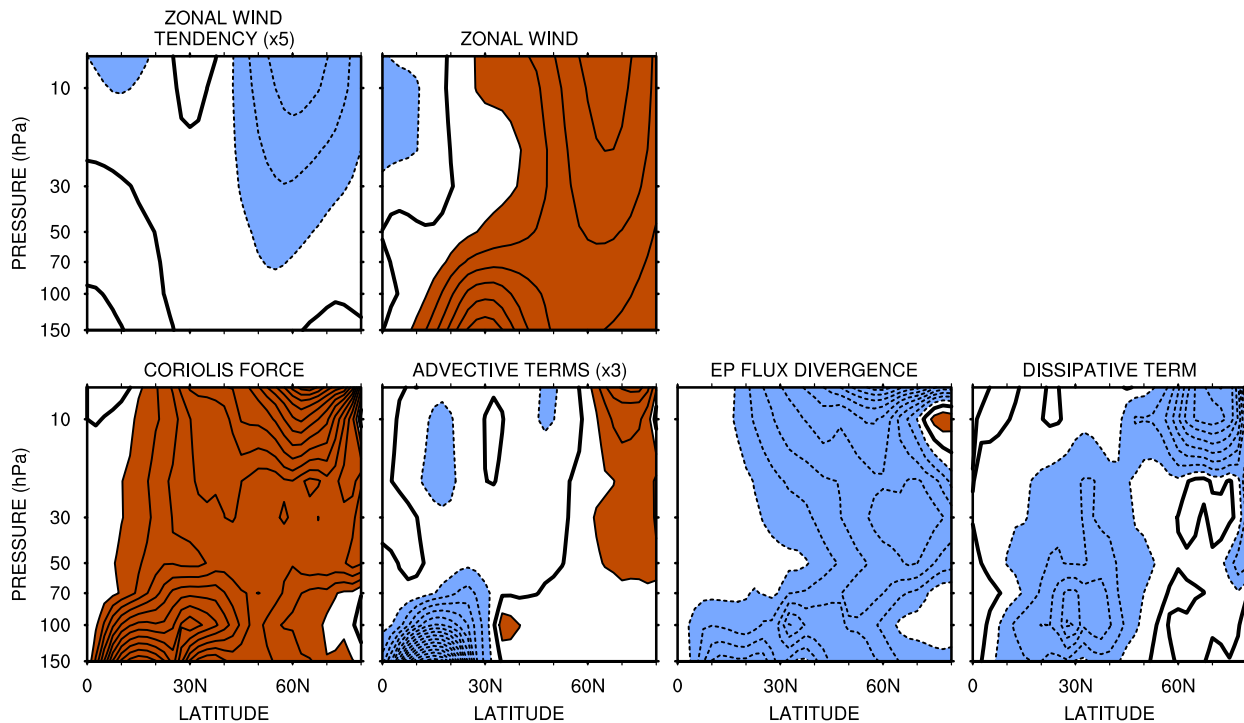 ZONAL WIND
TENDENCY (x5)
ZONAL WIND
PRESSURE (hPa)
10
30
50
70
100
150
CORIOLIS FORCE
ADVECTIVE TERMS (x3)
EP FLUX DIVERGENCE
DISSIPATIVE TERM
PRESSURE (hPa)
10
30
50
70
100
150
0 30N 60N
0 30N 60N
0 30N 60N
0 30N 60N
LATITUDE
LATITUDE
LATITUDE
LATITUDE